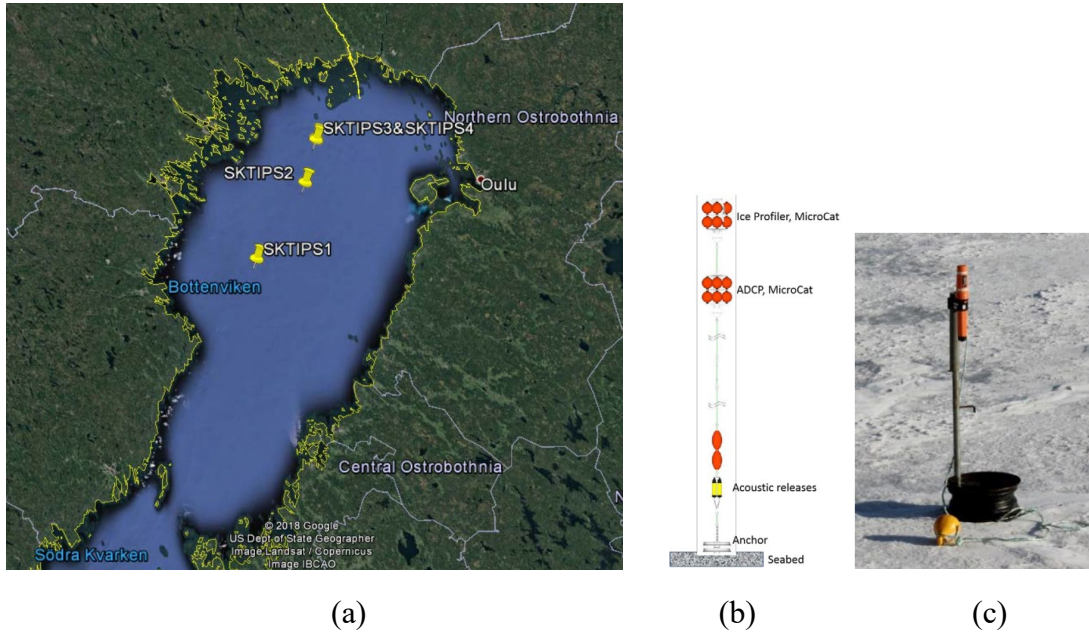 Northern Ostrobothnia
SKTIPS3&SKTIPS4
SKTIPS2
Oulu
SKTIPS1
Bottenviken
Central Ostrobothnia
© 2018 Google
US Dept of State Geographer
Image Landsat / Copernicus
Image IBCAO
Södra Kvarken
Ice Profiler, MicroCat
ADCP, MicroCat
Acoustic releases
Anchor
Seabed
(a)
(b)
(c)